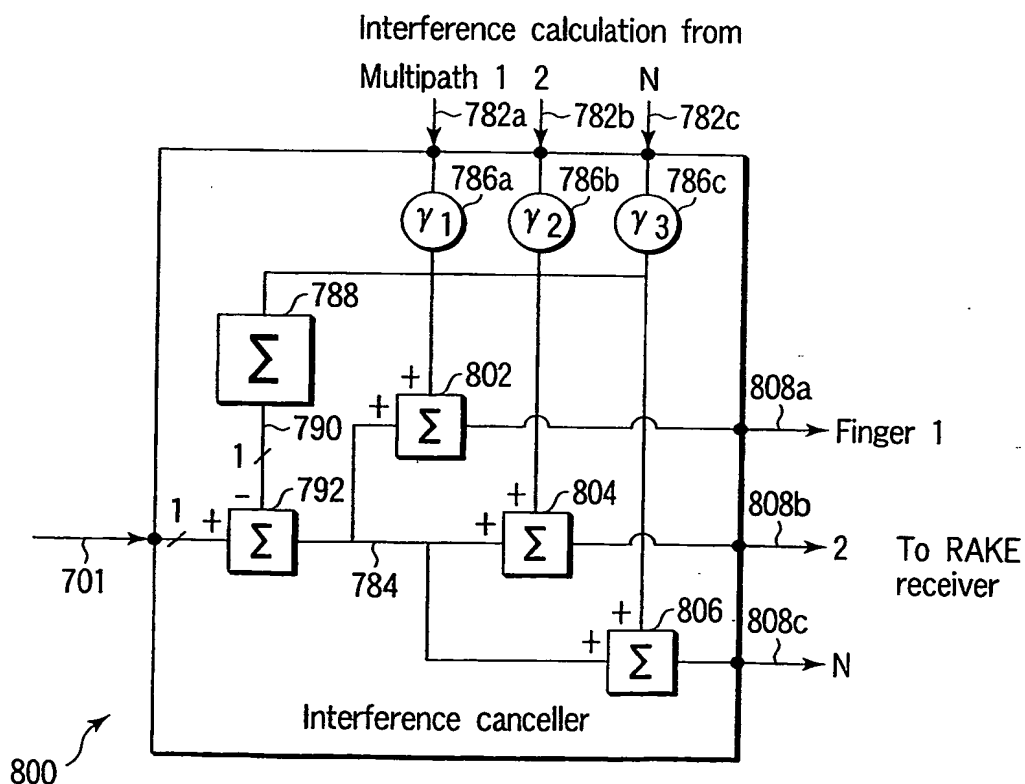 Interference calculation from
Multipath 1 2 N
782a 782b 782c
786a 786b 786c
γ1 γ2 γ3
788
Σ
+ 802
808a
790
+ Σ
Finger 1
1
- 792
+ 804
808b
1 + Σ
+ Σ
2 To RAKE
receiver
701
784
+ 806
808c
+ Σ
N
Interference canceller
800